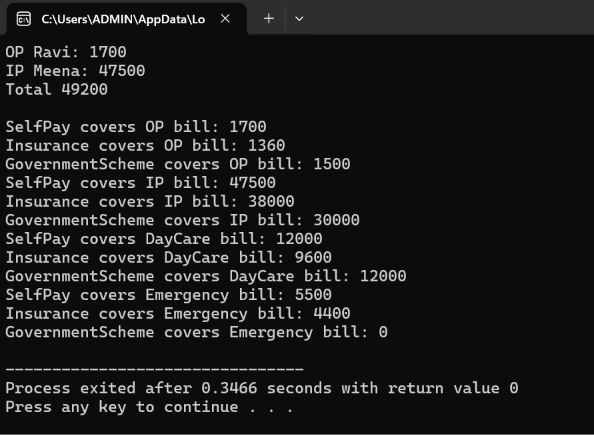 C:\Users\ADMIN\AppData\Lo
OP Ravi: 1700
IP Meena: 47500
Total 49200
SelfPay covers OP bill: 1700
Insurance covers OP bill: 1360
GovernmentScheme covers OP bill: 1500
SelfPay covers IP bill: 47500
Insurance covers IP bill: 38000
GovernmentScheme covers IP bill: 30000
SelfPay covers DayCare bill: 12000
Insurance covers DayCare bill: 9600
GovernmentScheme covers DayCare bill: 12000
SelfPay covers Emergency bill: 5500
Insurance covers Emergency bill: 4400
GovernmentScheme covers Emergency bill: 0
--------------------------------
Process exited after 0.3466 seconds with return value 0
Press any key to continue . . .